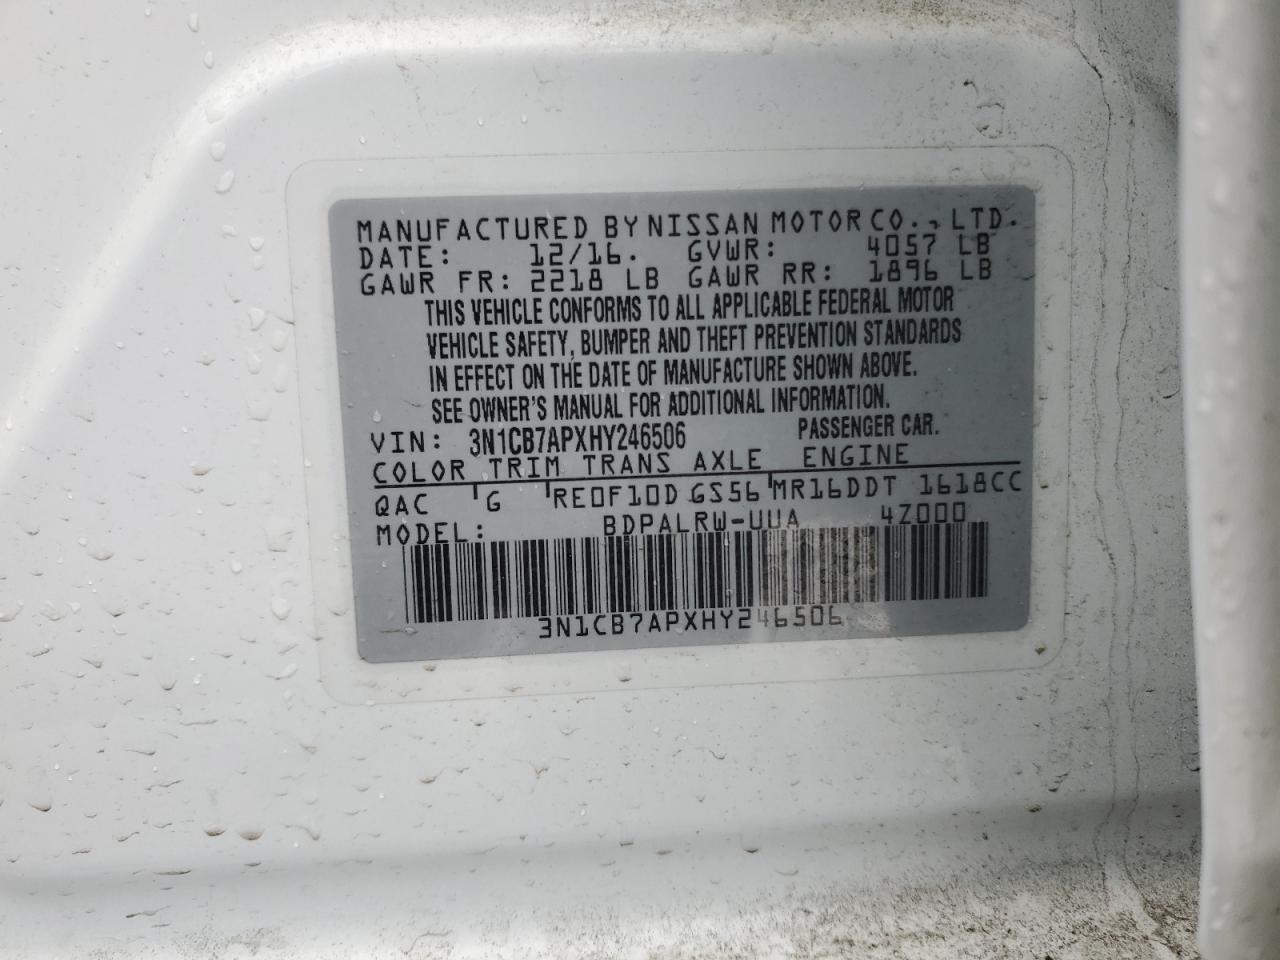 MANUFACTURED BY NISSAN MOTOR CO., LTD.
DATE: 12/16. GVWR: 4057 LB
GAWR FR: 2218 LB GAWR RR: 1896 LB
THIS VEHICLE CONFORMS TO ALL APPLICABLE FEDERAL MOTOR
VEHICLE SAFETY, BUMPER AND THEFT PREVENTION STANDARDS
IN EFFECT ON THE DATE OF MANUFACTURE SHOWN ABOVE.
SEE OWNER'S MANUAL FOR ADDITIONAL INFORMATION.
VIN: 3N1CB7APXHY246506 PASSENGER CAR.
COLOR TRIM TRANS AXLE ENGINE
QAC G RE0F10D GS56 MR16DDT 1618CC
MODEL: BDPALRW-UUA 4Z000
3N1CB7APXHY246506